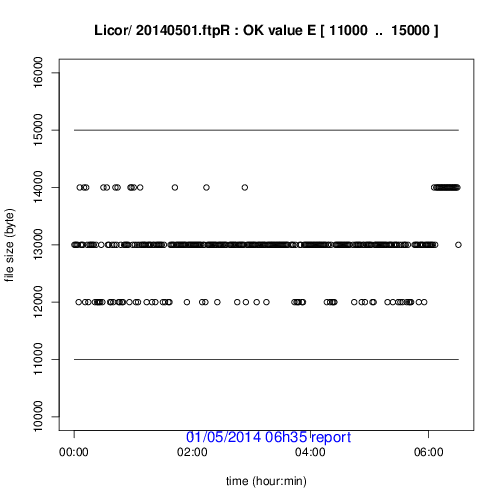 Licor/ 20140501.ftpR : OK value E [ 11000 .. 15000 ]
file size (byte)
16000
15000
14000
13000
12000
11000
10000
01/05/2014 06h35 report
00:00 02:00 04:00 06:00
time (hour:min)